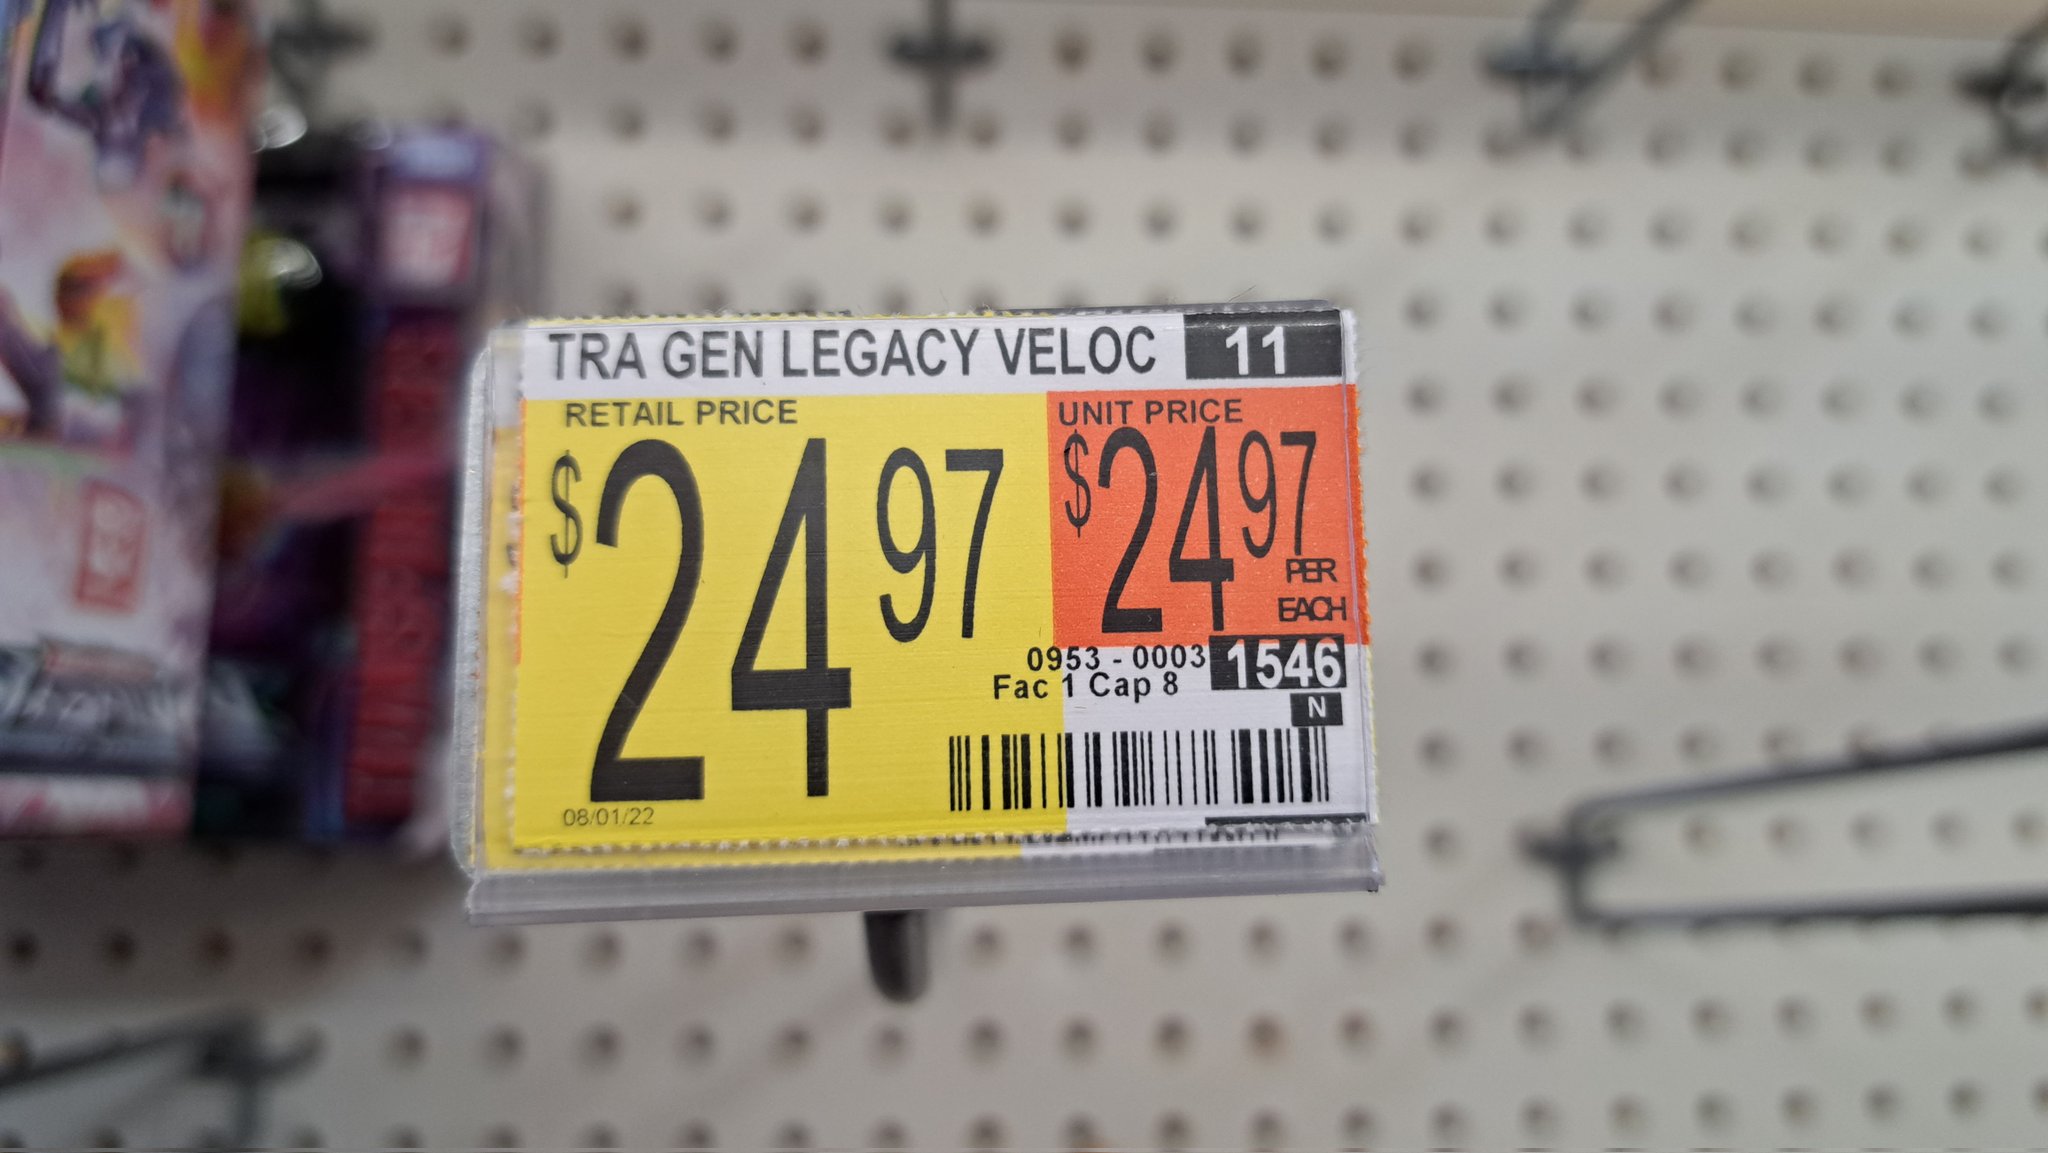 TRA GEN LEGACY VELOC 11
RETAIL PRICE
$24 97
UNIT PRICE
$24 97
PER
EACH
0953 - 0003 1546
Fac 1 Cap 8
N
08/01/22